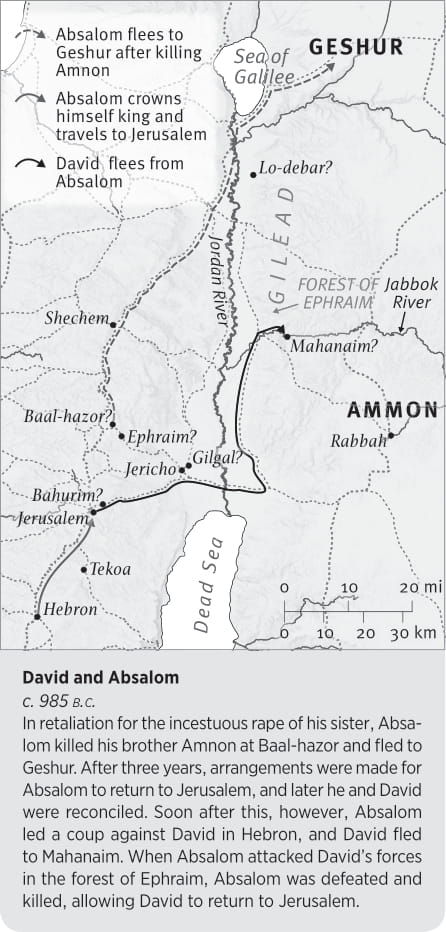 Absalom flees to
Geshur after killing
Amnon
Absalom crowns
himself king and
travels to Jerusalem
David flees from
Absalom
Sea of
Galilee
GESHUR
Lo-debar?
GILEAD
Jordan River
FOREST OF
EPHRAIM
Jabbok
River
Shechem
Mahanaim?
AMMON
Baal-hazor?
Ephraim?
Rabbah
Gilgal?
Jericho
Bahurim?
Jerusalem
Tekoa
Dead Sea
Hebron
0 10 20 mi
0 10 20 30 km
David and Absalom
c. 985 B.C.
In retaliation for the incestuous rape of his sister, Absa-
lom killed his brother Amnon at Baal-hazor and fled to
Geshur. After three years, arrangements were made for
Absalom to return to Jerusalem, and later he and David
were reconciled. Soon after this, however, Absalom
led a coup against David in Hebron, and David fled
to Mahanaim. When Absalom attacked David's forces
in the forest of Ephraim, Absalom was defeated and
killed, allowing David to return to Jerusalem.